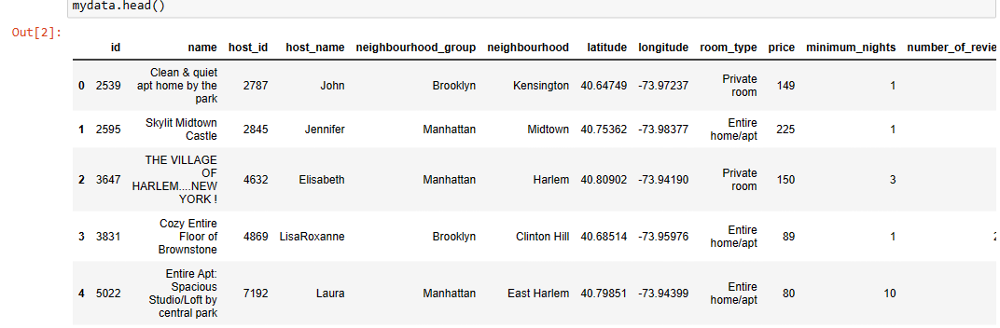 mydata.head()
Out[2]:
id name host_id host_name neighbourhood_group neighbourhood latitude longitude room_type price minimum_nights number_of_revie
0 2539 Clean & quiet apt home by the park 2787 John Brooklyn Kensington 40.64749 -73.97237 Private room 149 1
1 2595 Skylit Midtown Castle 2845 Jennifer Manhattan Midtown 40.75362 -73.98377 Entire home/apt 225 1
2 3647 THE VILLAGE OF HARLEM....NEW YORK ! 4632 Elisabeth Manhattan Harlem 40.80902 -73.94190 Private room 150 3
3 3831 Cozy Entire Floor of Brownstone 4869 LisaRoxanne Brooklyn Clinton Hill 40.68514 -73.95976 Entire home/apt 89 1
4 5022 Entire Apt: Spacious Studio/Loft by central park 7192 Laura Manhattan East Harlem 40.79851 -73.94399 Entire home/apt 80 10